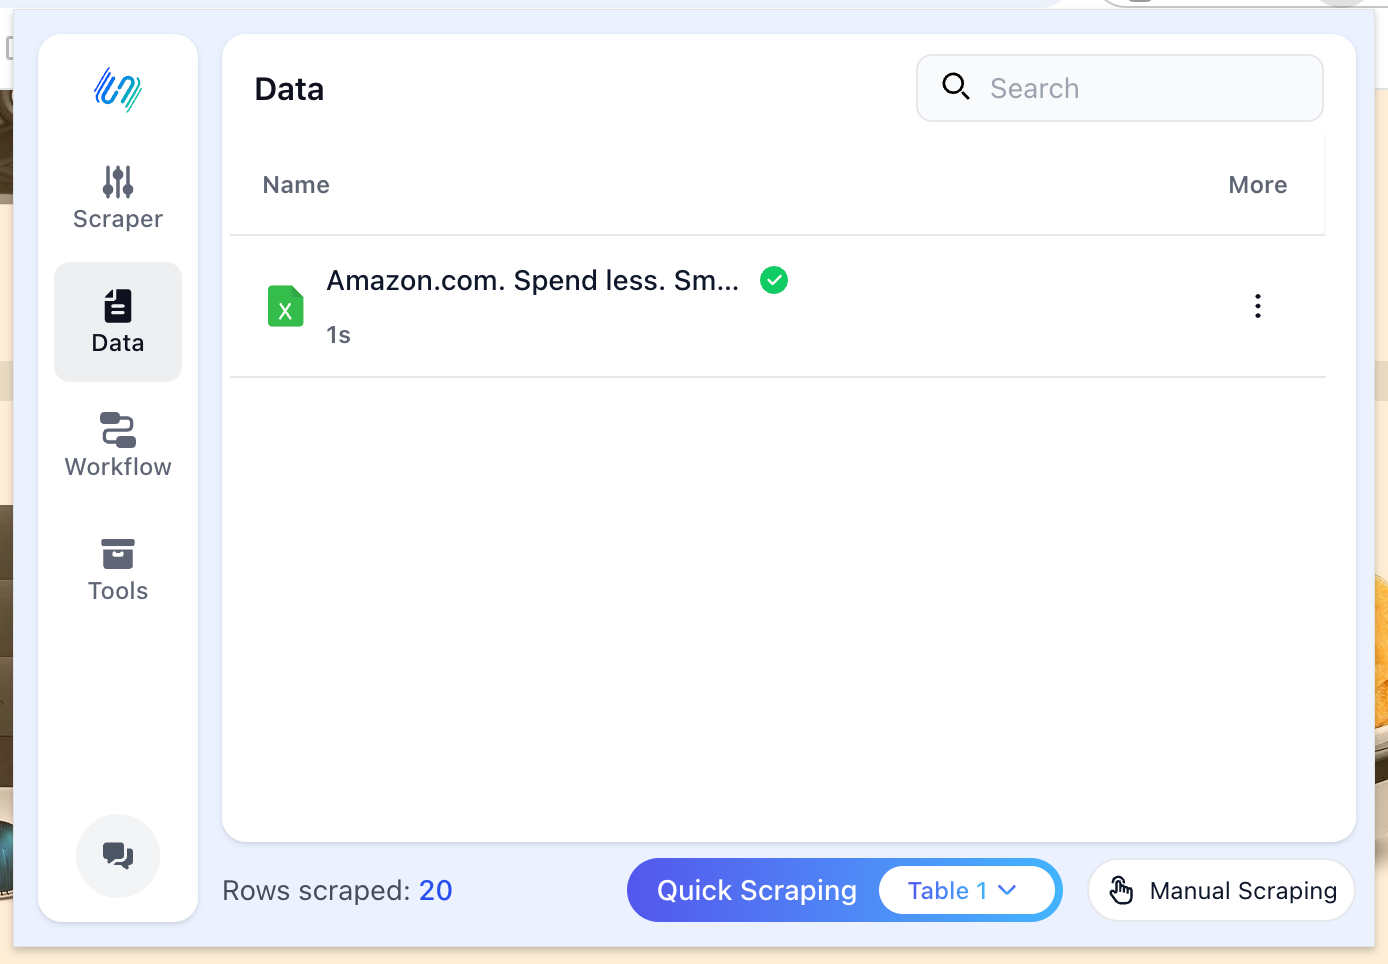 Data
Search
Name
More
Scraper
Data
Workflow
Tools
Amazon.com. Spend less. Sm...
X
1s
Rows scraped: 20
Quick Scraping
Table 1
Manual Scraping